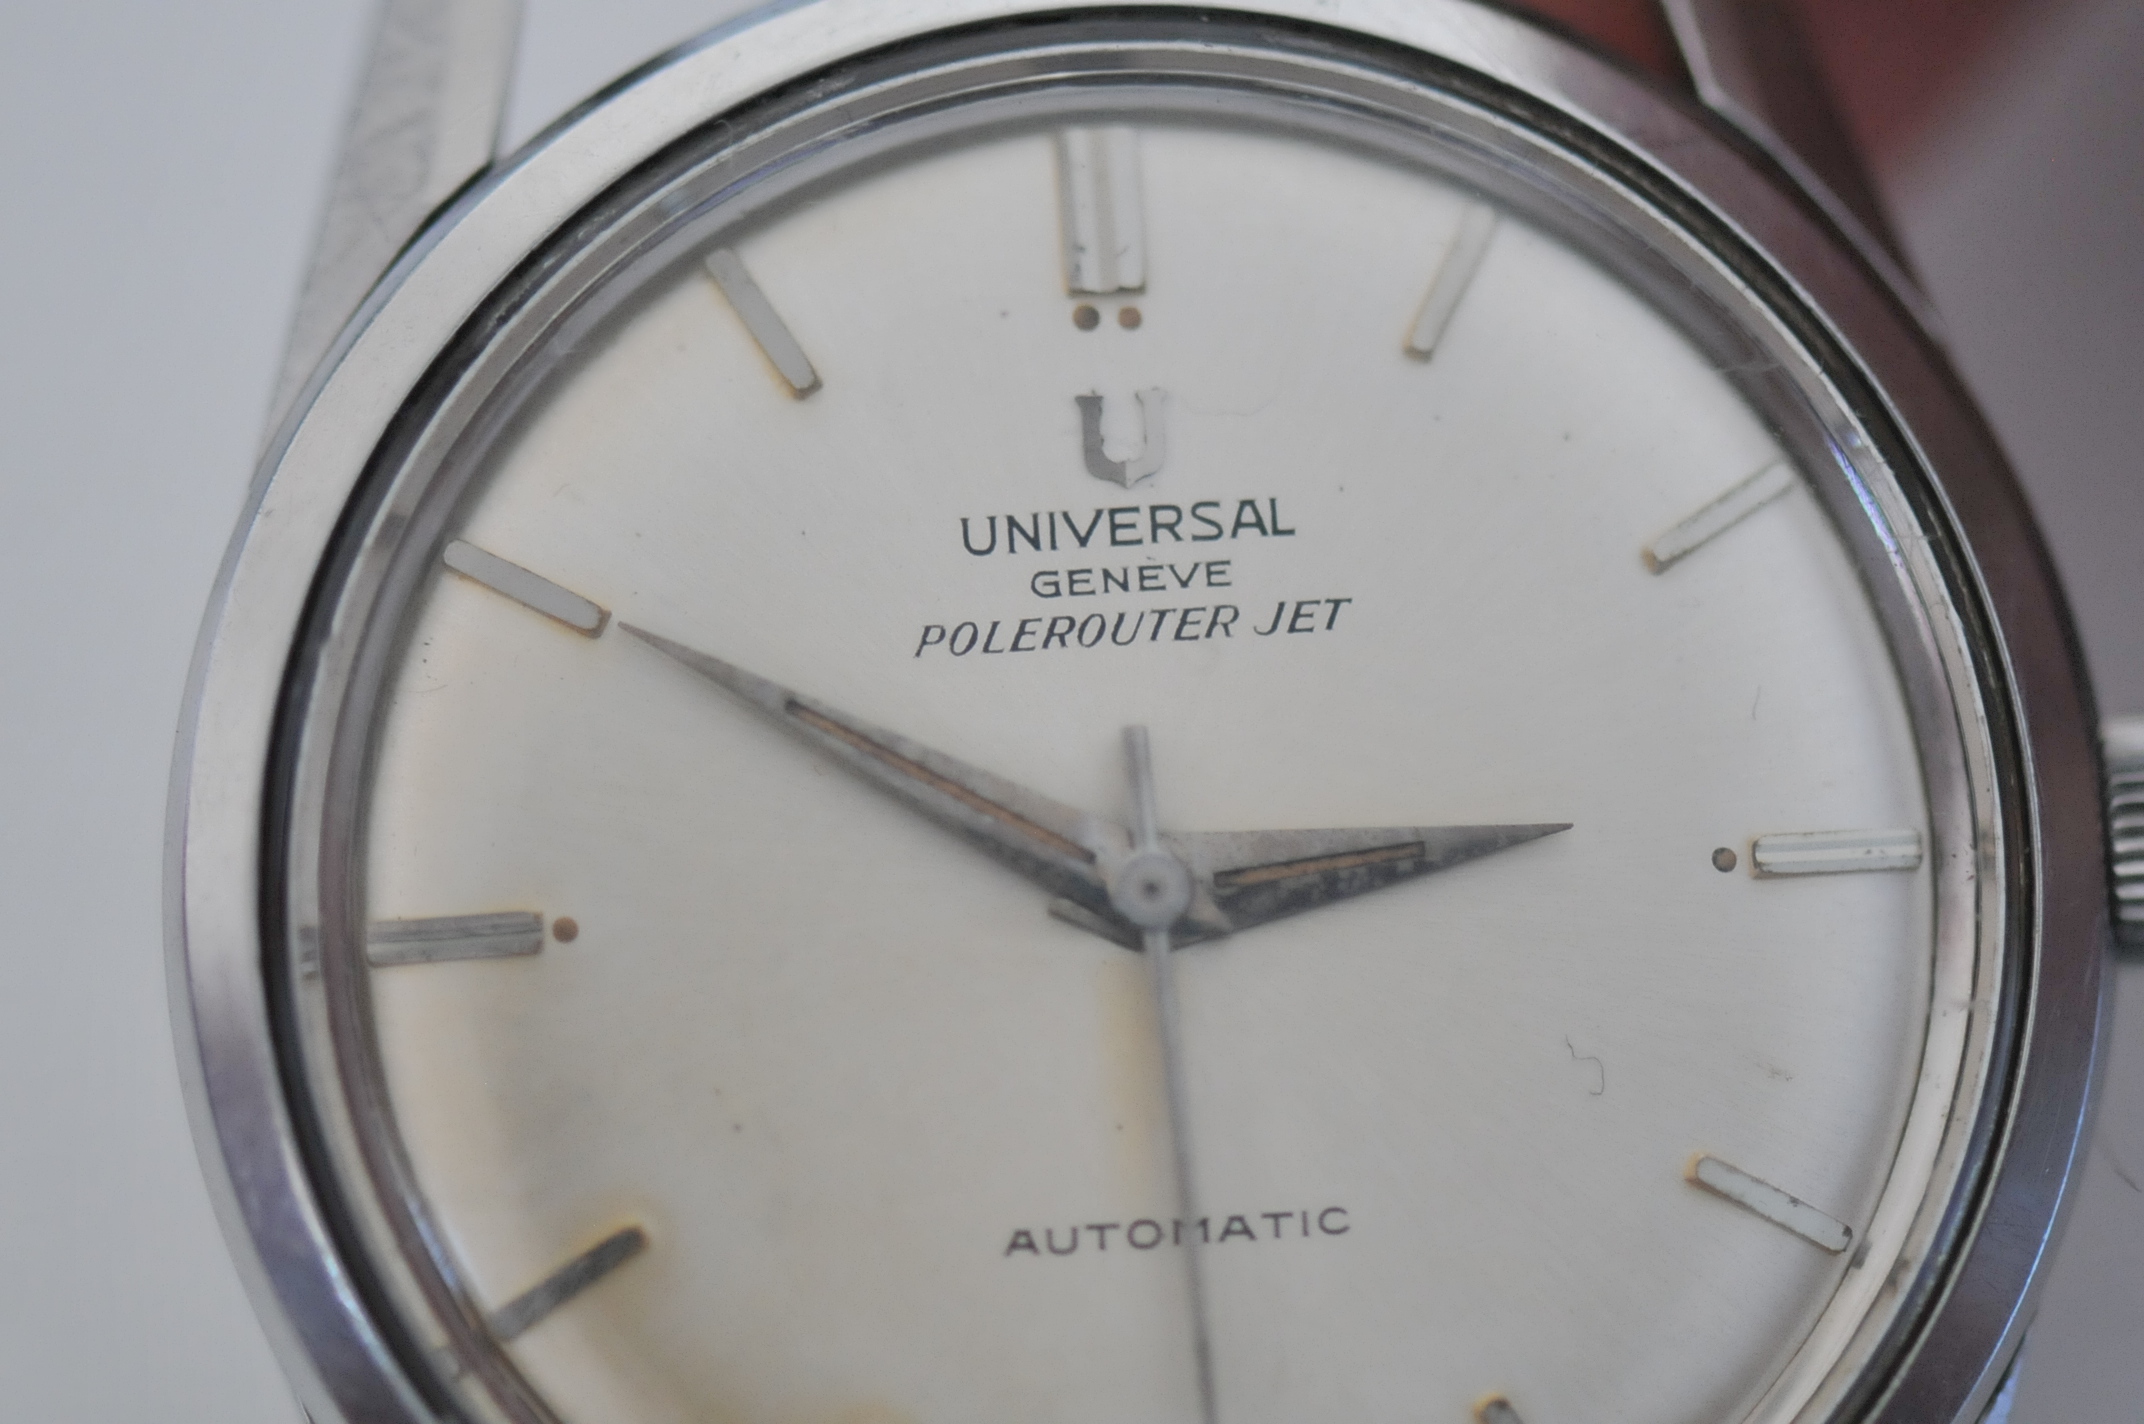 U
UNIVERSAL
GENÈVE
POLEROUTER JET
AUTOMATIC